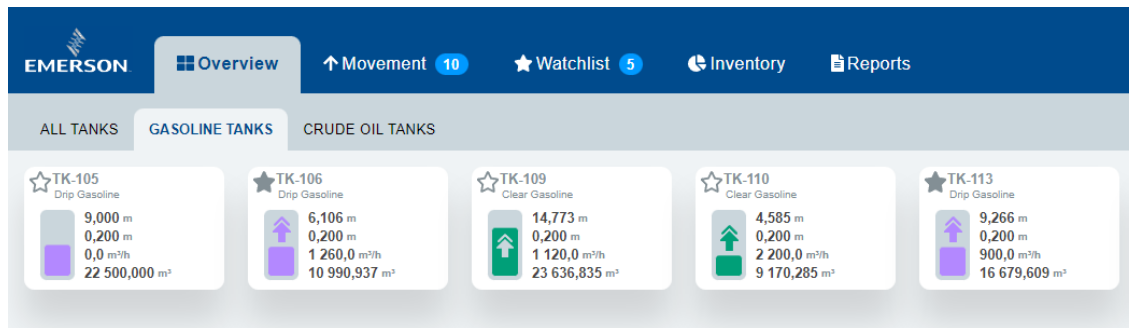 EMERSON.
Overview
Movement 10
Watchlist 5
Inventory
Reports
ALL TANKS
GASOLINE TANKS
CRUDE OIL TANKS
TK-105
Drip Gasoline
9,000 m
0,200 m
0,0 m³/h
22 500,000 m³
TK-106
Drip Gasoline
6,106 m
0,200 m
1 260,0 m³/h
10 990,937 m³
TK-109
Clear Gasoline
14,773 m
0,200 m
1 120,0 m³/h
23 636,835 m³
TK-110
Clear Gasoline
4,585 m
0,200 m
2 200,0 m³/h
9 170,285 m³
TK-113
Drip Gasoline
9,266 m
0,200 m
900,0 m³/h
16 679,609 m³